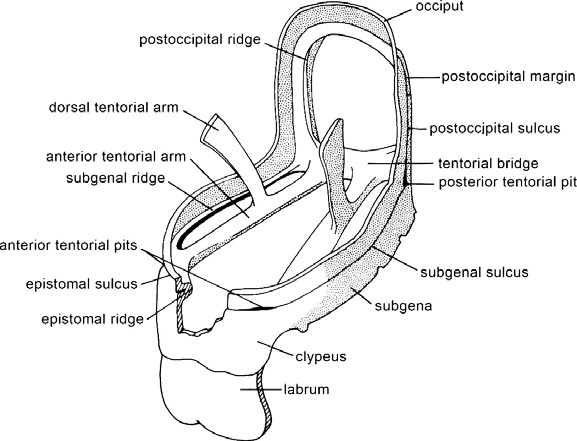 occiput
postoccipital ridge
postoccipital margin
dorsal tentorial arm
postoccipital sulcus
anterior tentorial arm
tentorial bridge
subgenal ridge
posterior tentorial pit
anterior tentorial pits
subgenal sulcus
epistomal sulcus
subgena
epistomal ridge
clypeus
labrum